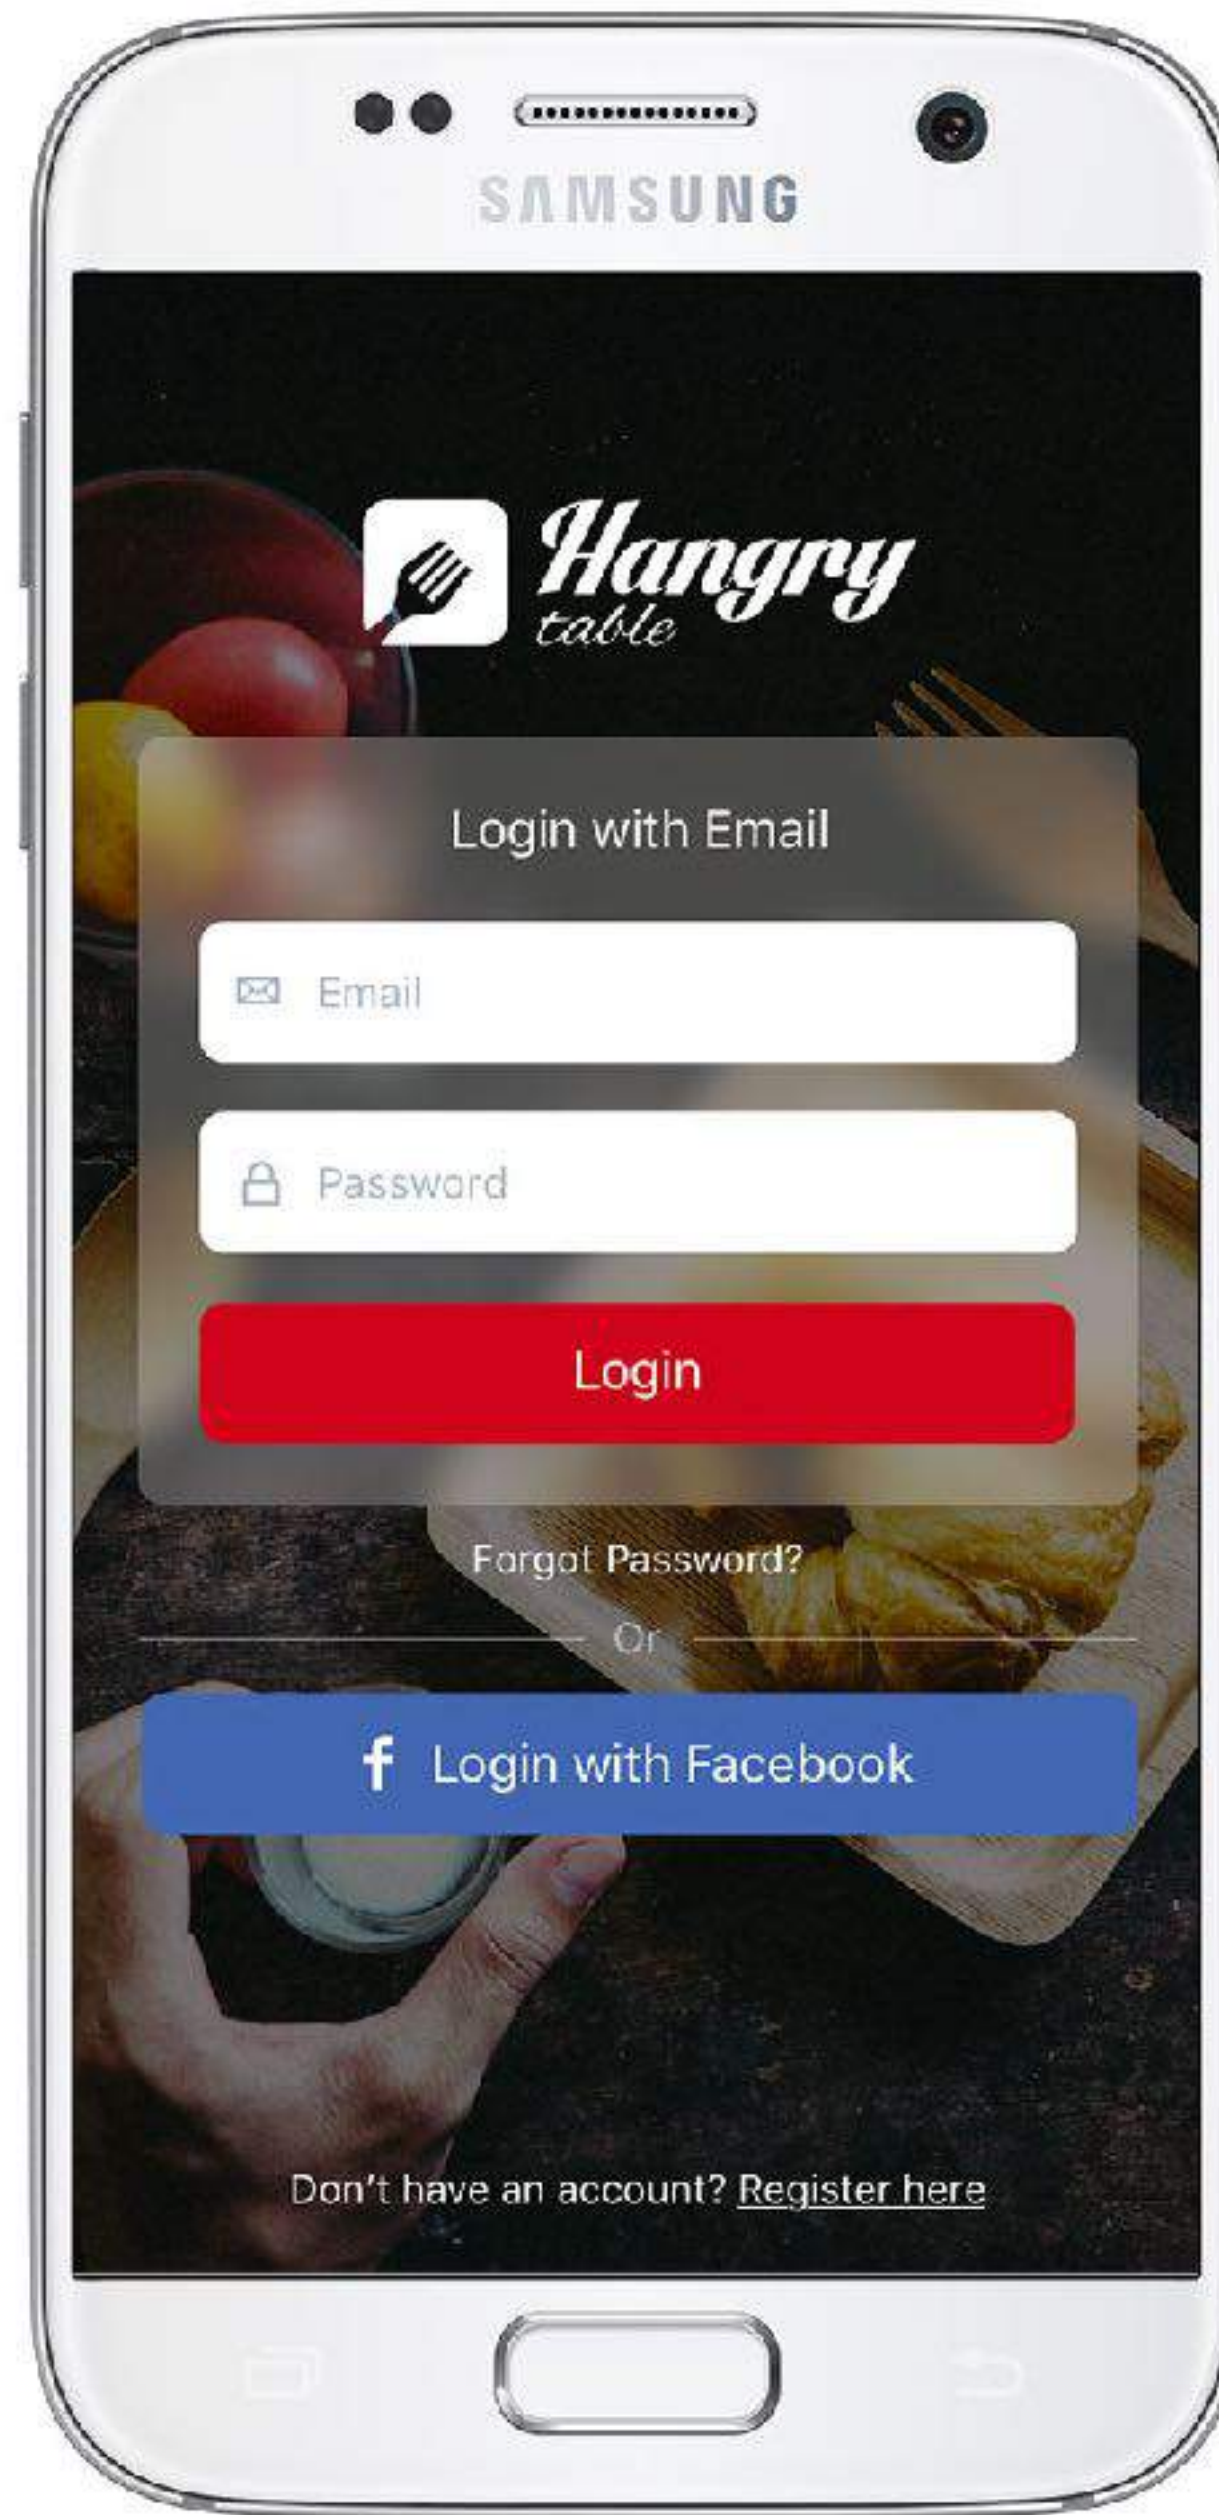 SAMSUNG
Hangry
table
Login with Email
Email
Password
Login
Forgot Password?
Or
f Login with Facebook
Don't have an account? Register here